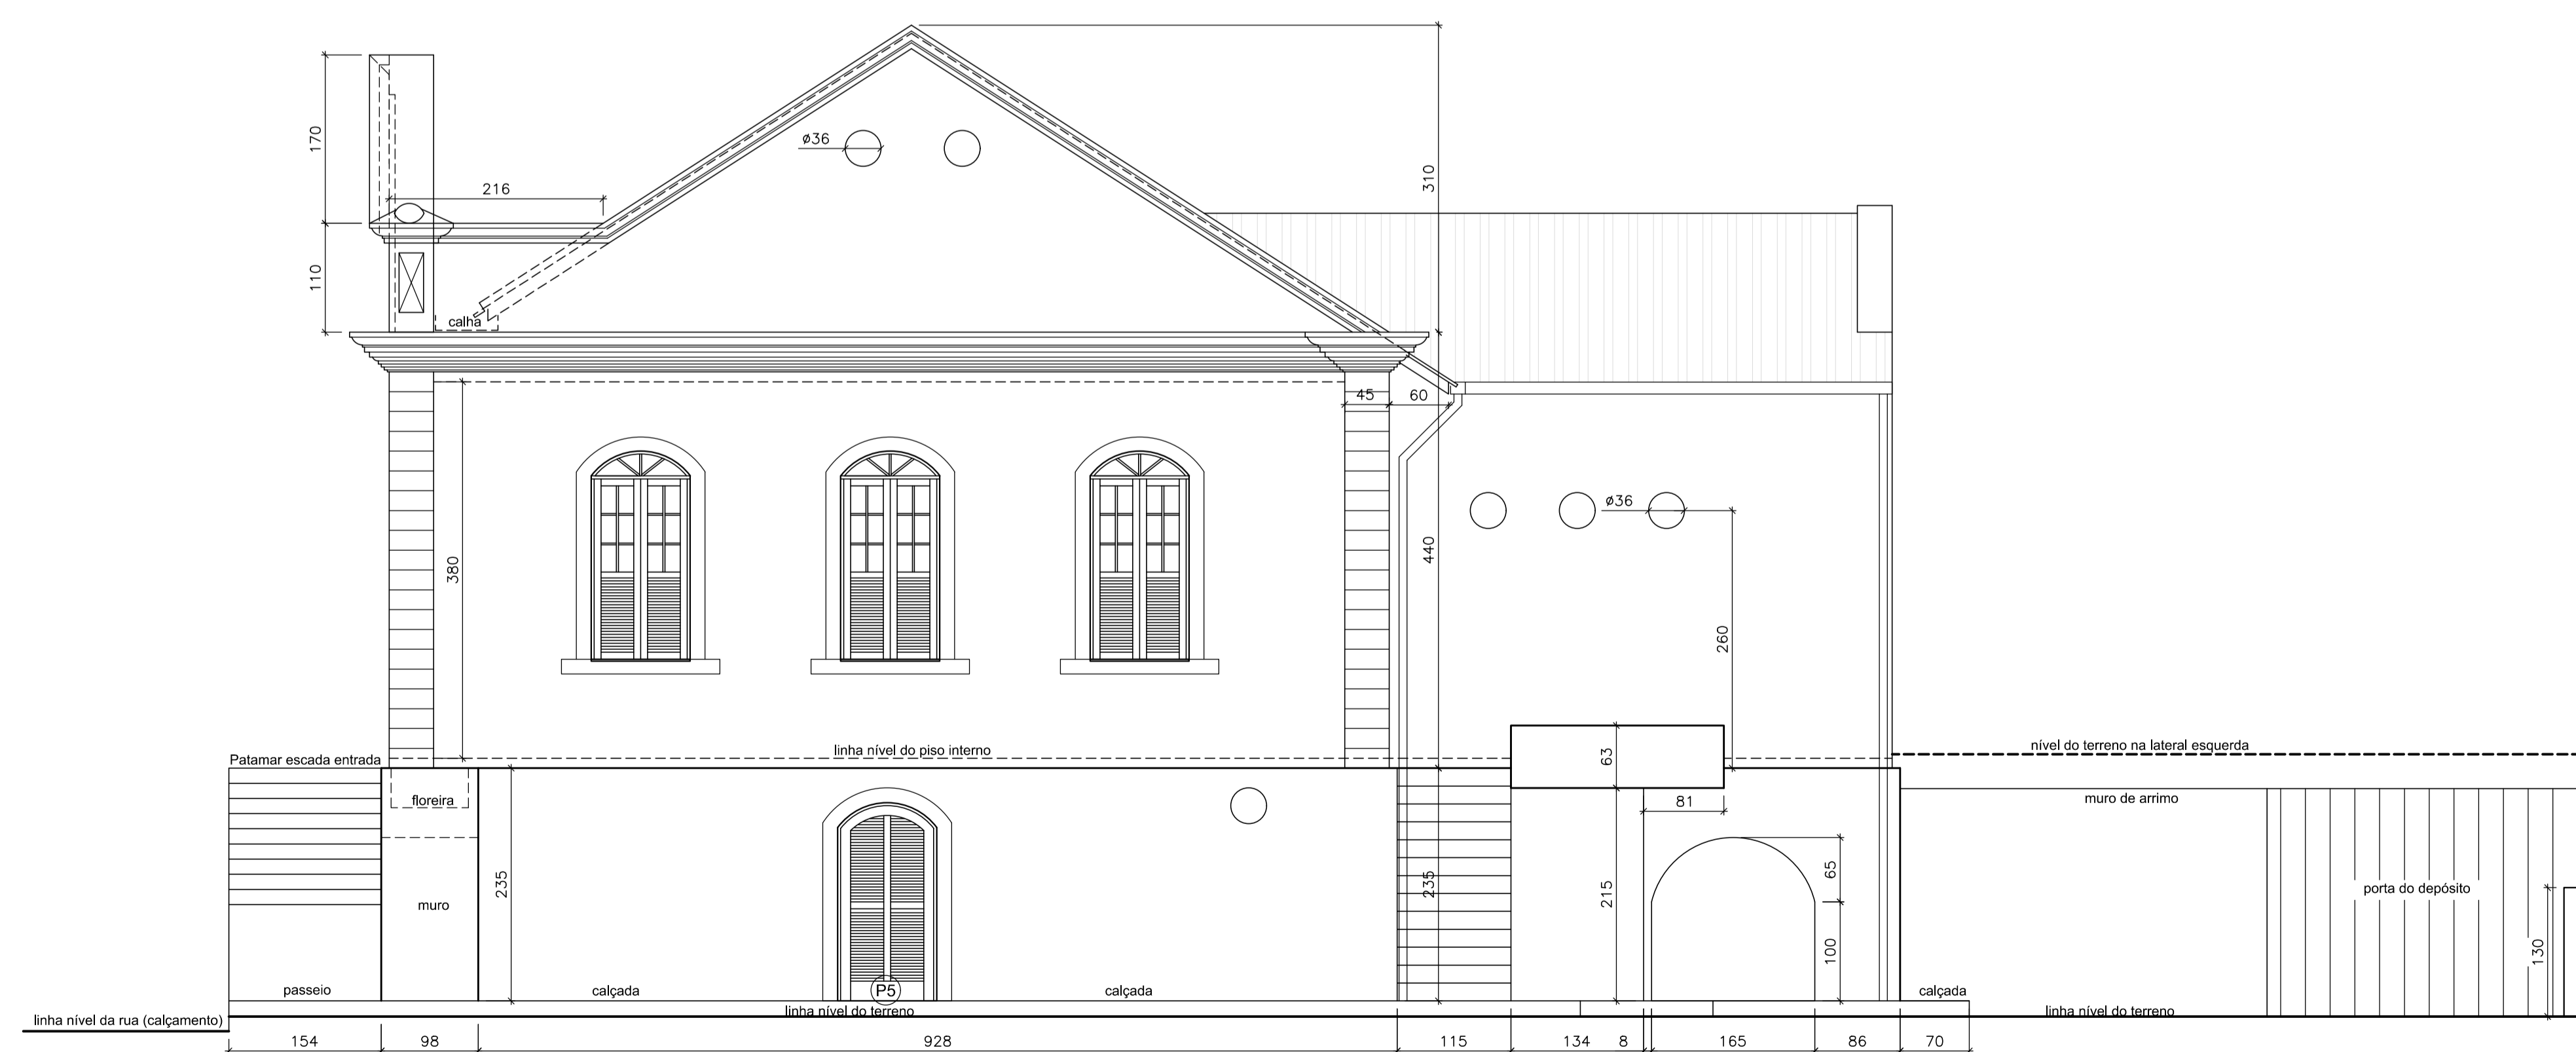 170
310
ø36
216
110
calha
45
60
ø36
380
440
260
linha nível do piso interno
nível do terreno na lateral esquerda
Patamar escada entrada
63
floreira
81
muro de arrimo
65
235
235
215
porta do depósito
muro
100
130
passeio
calçada
P5
calçada
calçada
linha nível da rua (calçamento)
linha nível do terreno
linha nível do terreno
154
98
928
115
134
8
165
86
70